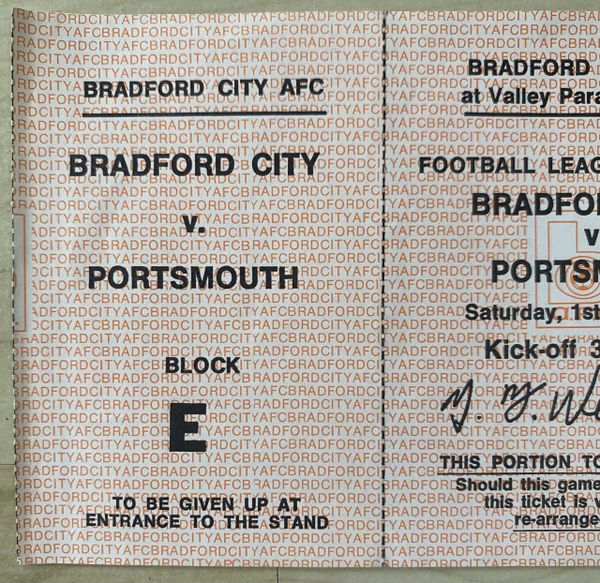 BRADFORD CITY AFC
BRADFORD CITY
v.
PORTSMOUTH
BLOCK
E
TO BE GIVEN UP AT
ENTRANCE TO THE STAND
BRADFORD
at Valley Para
FOOTBALL LEAG
BRADFO
v
PORTSM
Saturday, 1st
Kick-off 3
THIS PORTION TO
Should this game
this ticket is v
re-arrange